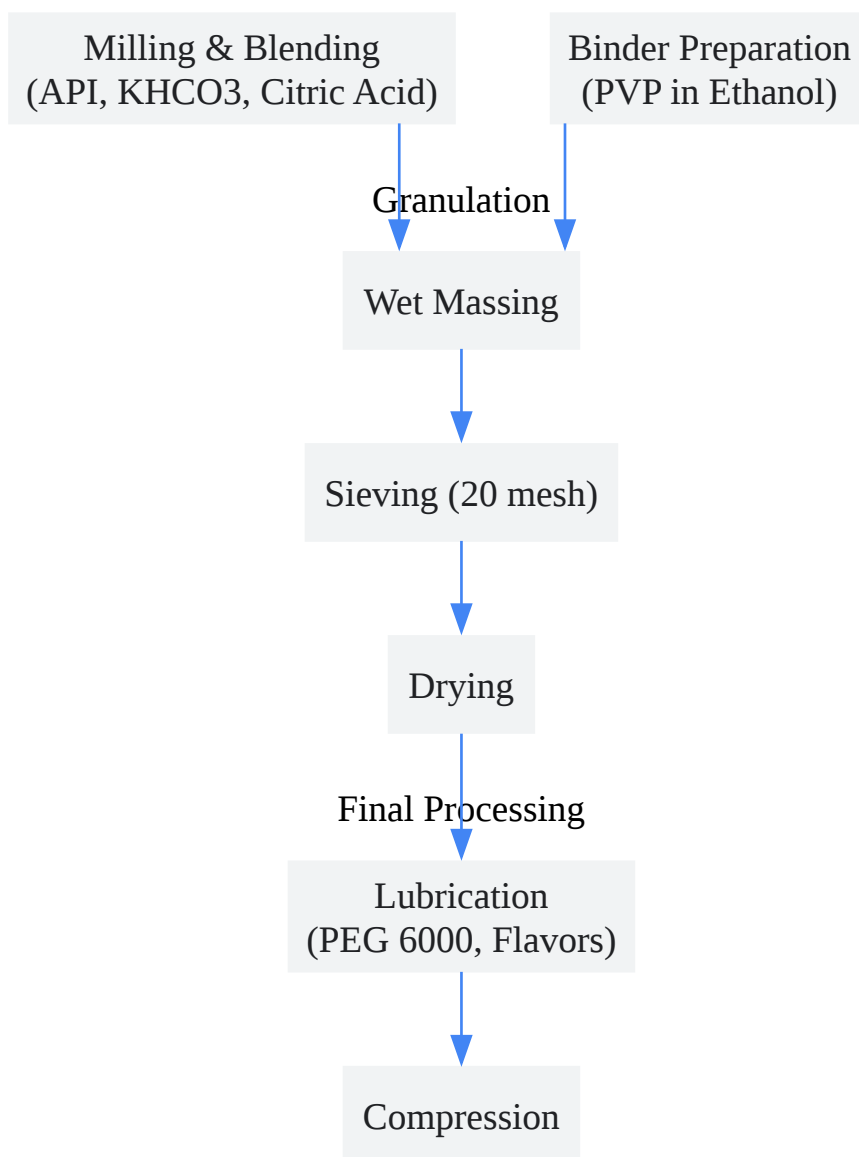 Milling & Blending
(API, KHCO3, Citric Acid)
Binder Preparation
(PVP in Ethanol)
Granulation
Wet Massing
Sieving (20 mesh)
Drying
Final Processing
Lubrication
(PEG 6000, Flavors)
Compression